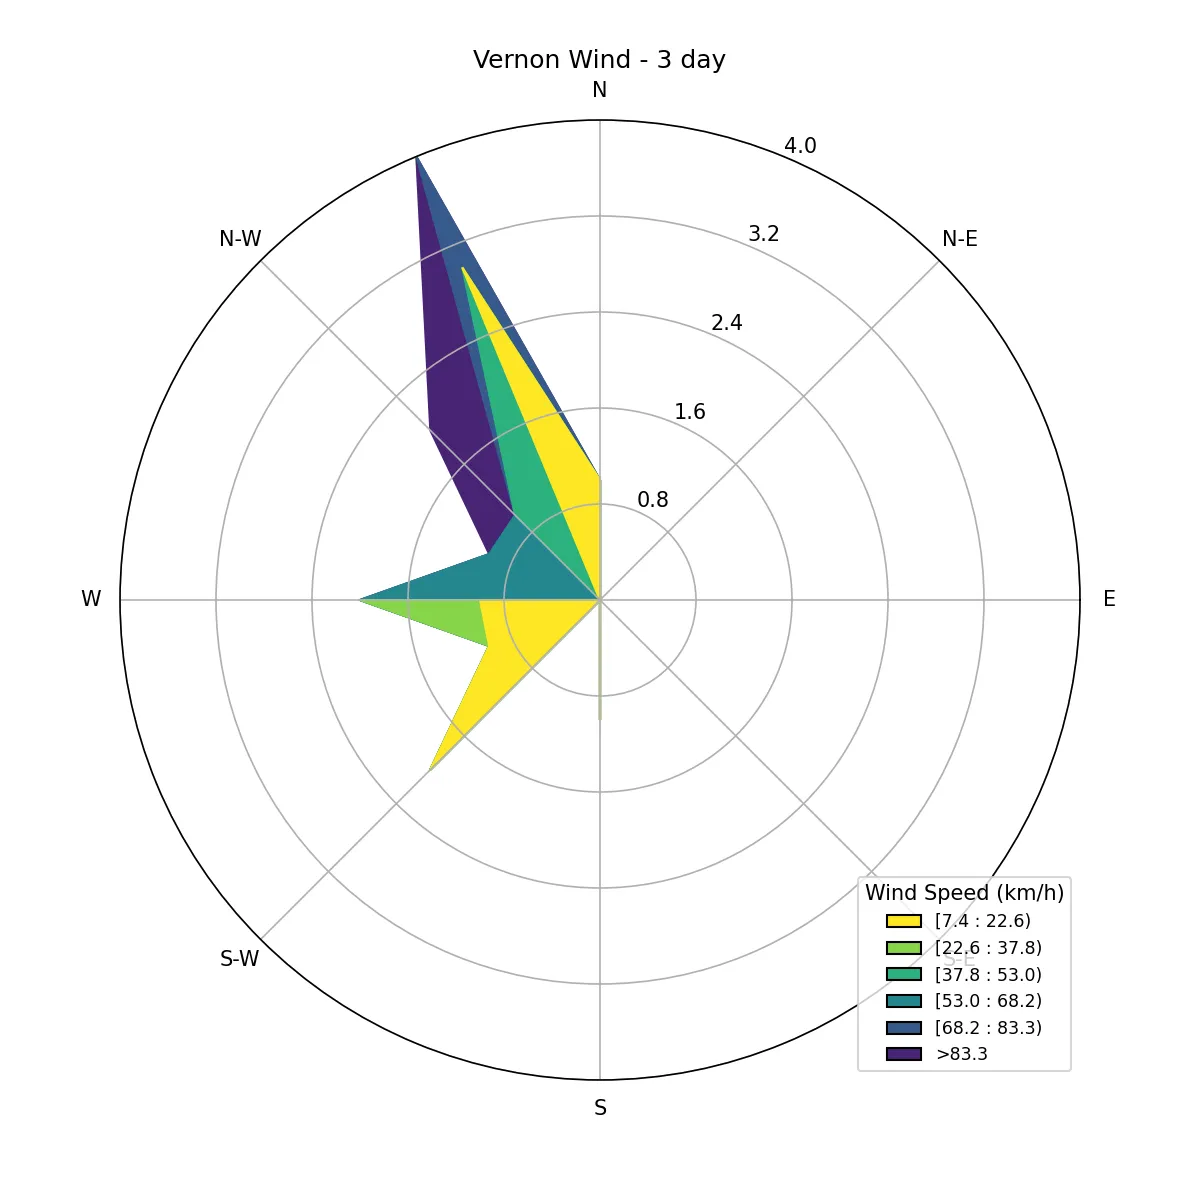 Vernon Wind - 3 day
N
4.0
N-W
N-E
3.2
2.4
1.6
0.8
W
E
S-W
S-E
S
Wind Speed (km/h)
[7.4 : 22.6)
[22.6 : 37.8)
[37.8 : 53.0)
[53.0 : 68.2)
[68.2 : 83.3)
>83.3